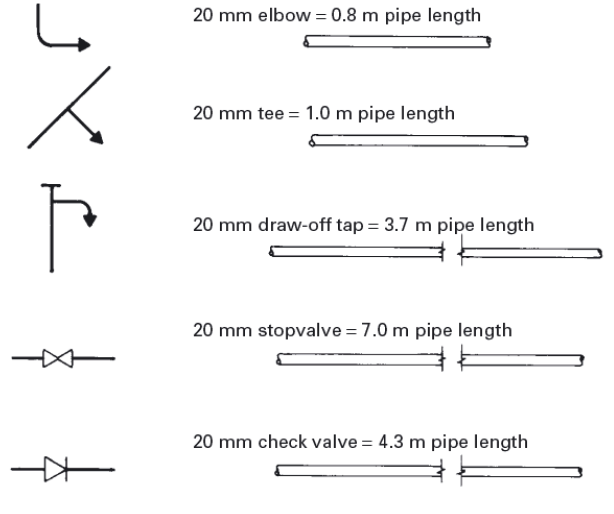 20 mm elbow = 0.8 m pipe length
20 mm tee = 1.0 m pipe length
20 mm draw-off tap = 3.7 m pipe length
20 mm stopvalve = 7.0 m pipe length
20 mm check valve = 4.3 m pipe length